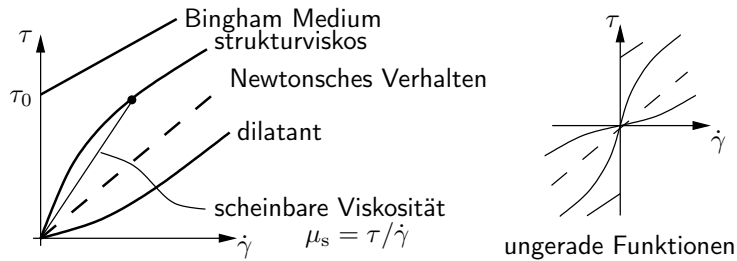 Bingham Medium
τ
strukturviskos
Newtonsches Verhalten
τ₀
dilatant
scheinbare Viskosität
γ̇
μₛ = τ/γ̇
τ
γ̇
ungerade Funktionen